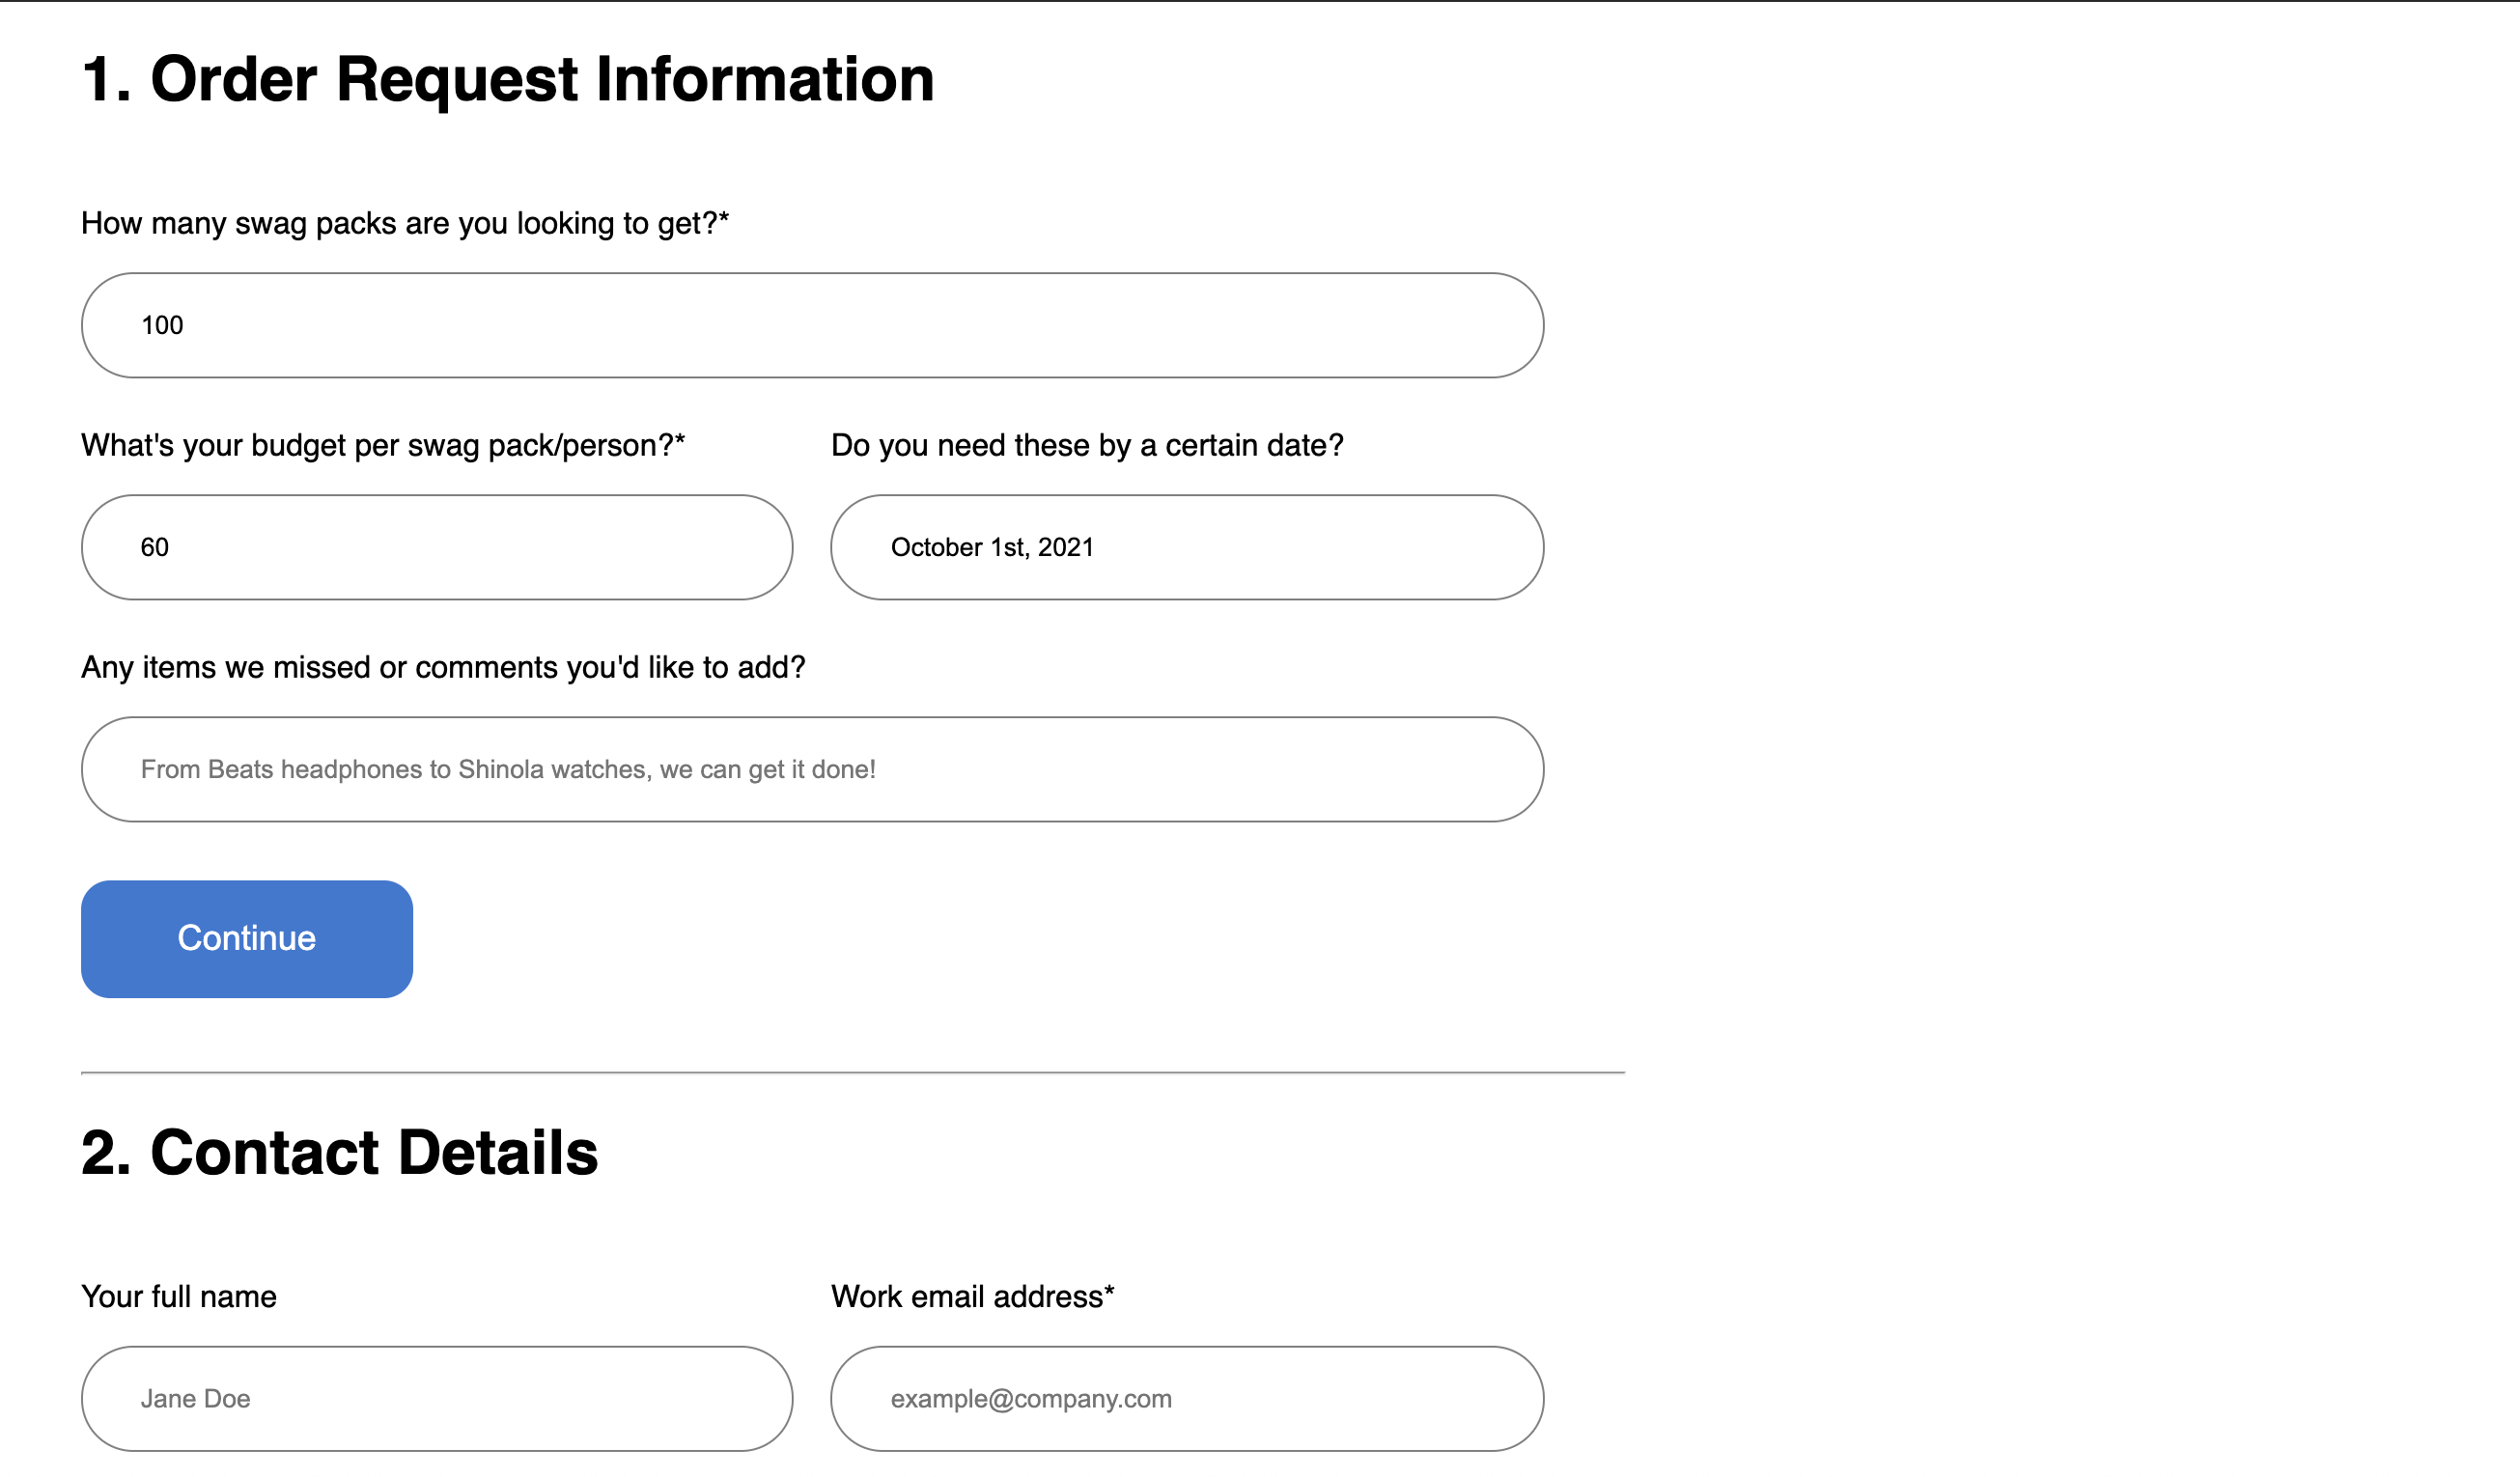 1. Order Request Information
How many swag packs are you looking to get?*
100
What's your budget per swag pack/person?*
Do you need these by a certain date?
60
October 1st, 2021
Any items we missed or comments you'd like to add?
From Beats headphones to Shinola watches, we can get it done!
Continue
2. Contact Details
Your full name
Work email address*
Jane Doe
example@company.com